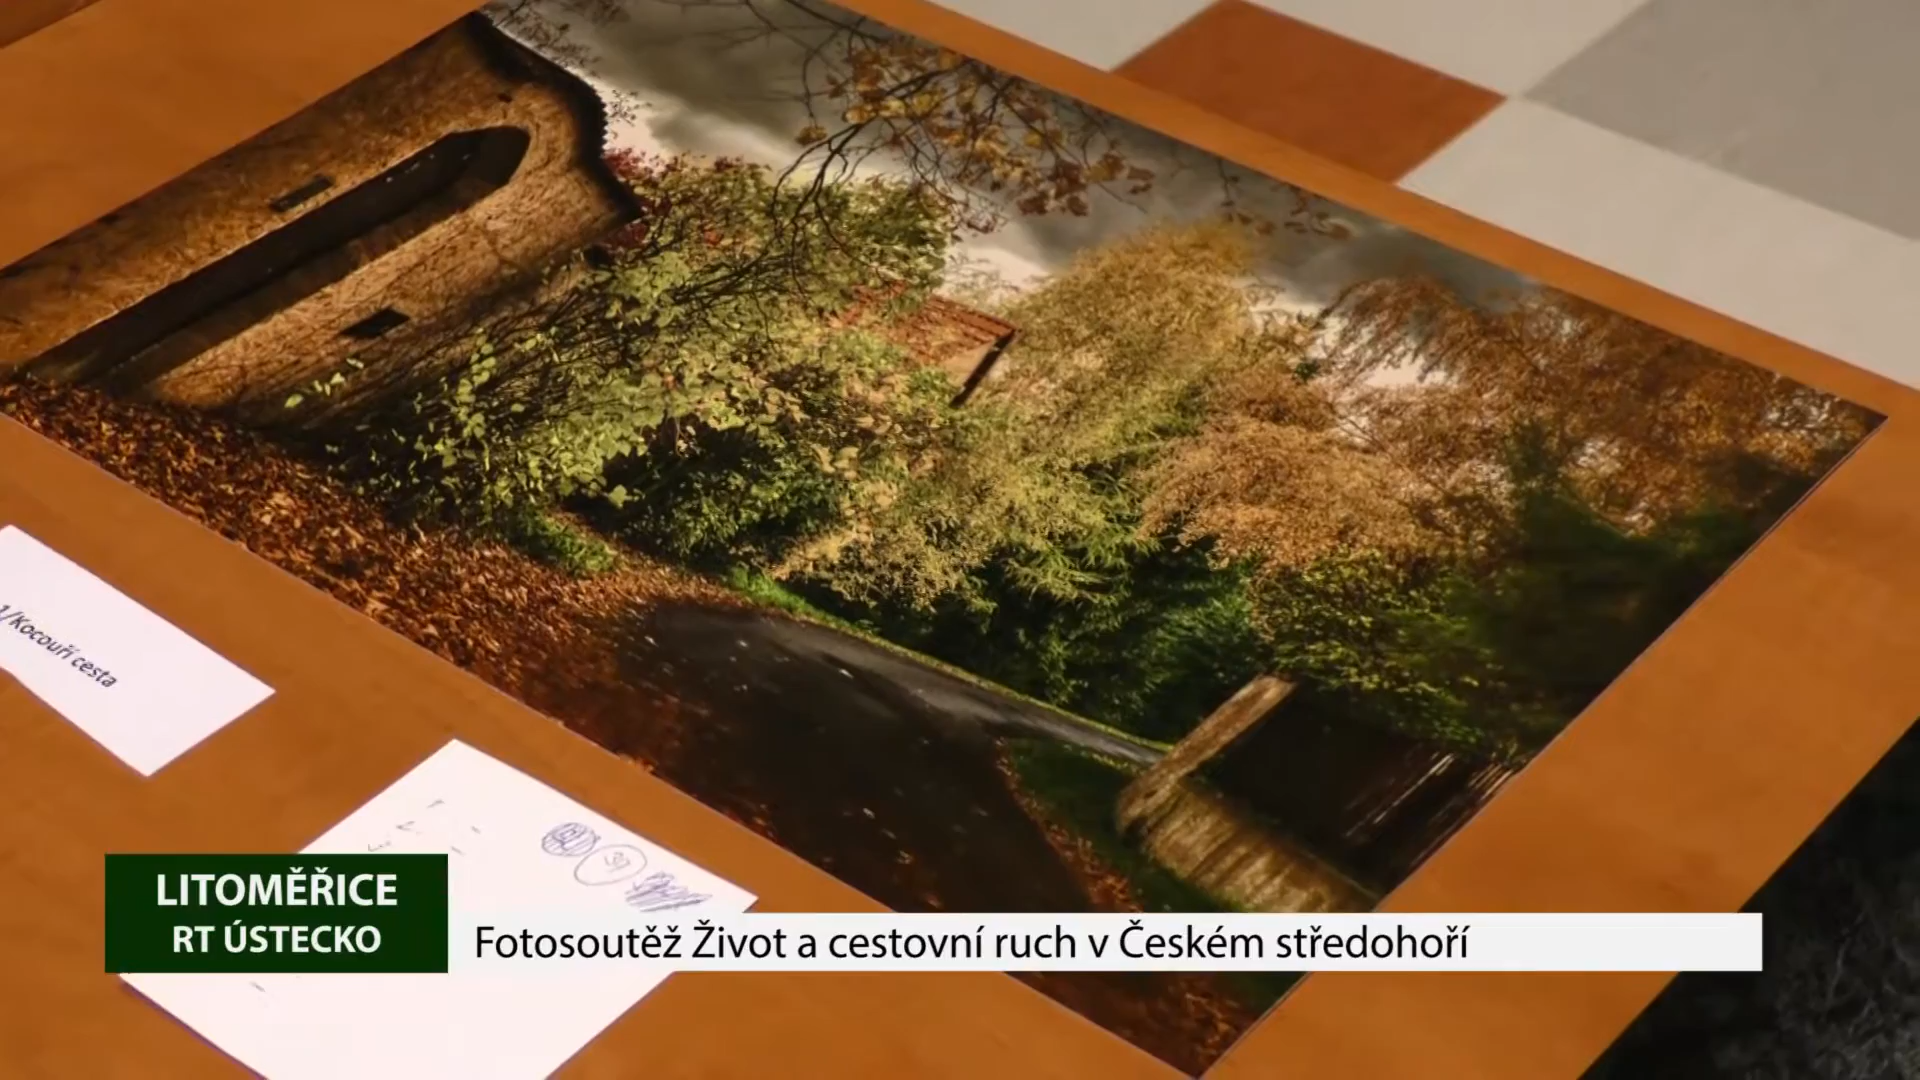 /Kocouří cesta
LITOMĚŘICE
RT ÚSTECKO
Fotosoutěž Život a cestovní ruch v Českém středohoří